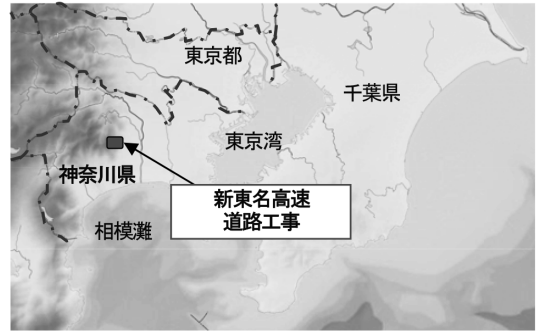 東京都
千葉県
東京湾
神奈川県
新東名高速
道路工事
相模灘